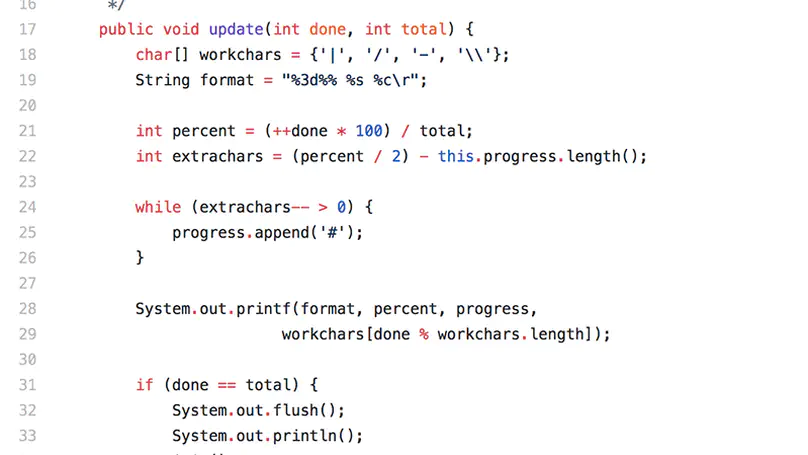 16 */
17 public void update(int done, int total) {
18 char[] workchars = {'|', '/', '-', '\\'};
19 String format = "%3d%% %s %c\r";
20
21 int percent = (++done * 100) / total;
22 int extrachars = (percent / 2) - this.progress.length();
23
24 while (extrachars-- > 0) {
25 progress.append('#');
26 }
27
28 System.out.printf(format, percent, progress,
29 workchars[done % workchars.length]);
30
31 if (done == total) {
32 System.out.flush();
33 System.out.println();